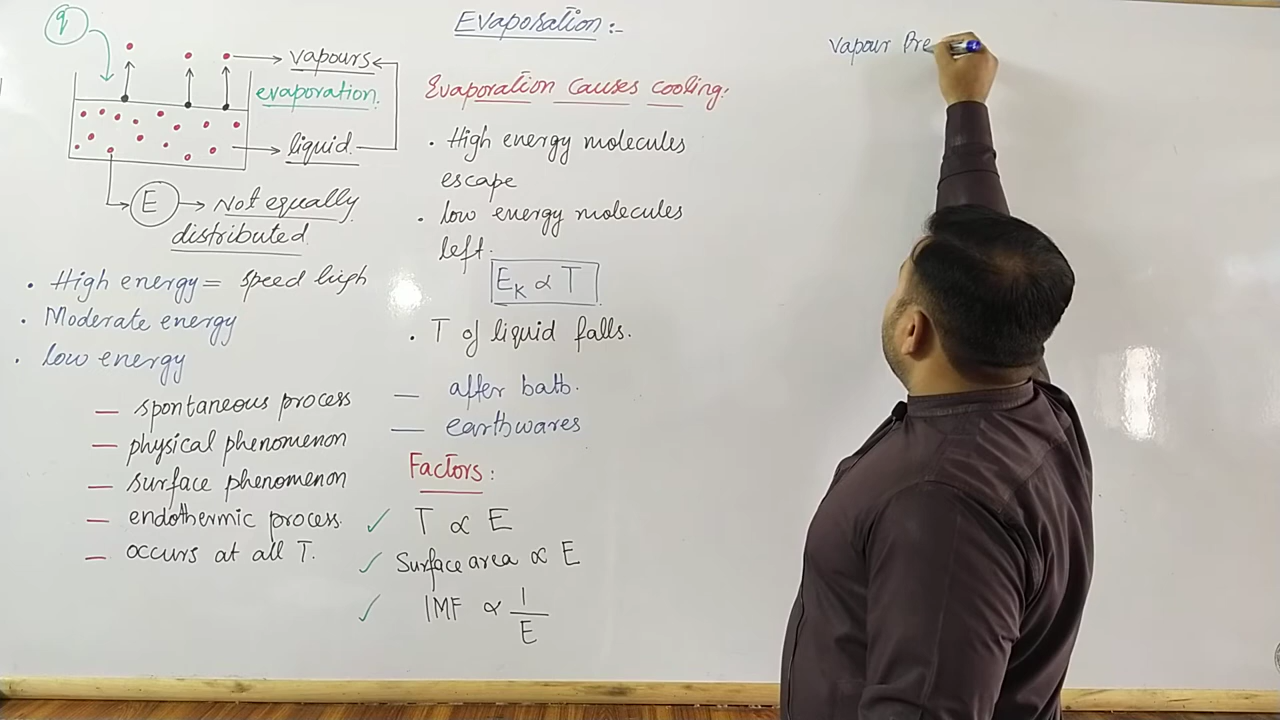 Evaporation:-
q
vapours
evaporation.
liquid.
E → Not equally
distributed.
• High energy = speed high
• Moderate energy
• low energy
— spontaneous process
— physical phenomenon
— surface phenomenon
— endothermic process.
— occurs at all T.
Evaporation causes cooling:
• High energy molecules
escape
• low energy molecules
left.
EK ∝ T
• T of liquid falls.
— after bath.
— earthwares
Factors:
✓ T ∝ E
✓ Surface area ∝ E
✓ IMF ∝ 1/E
vapour Pre